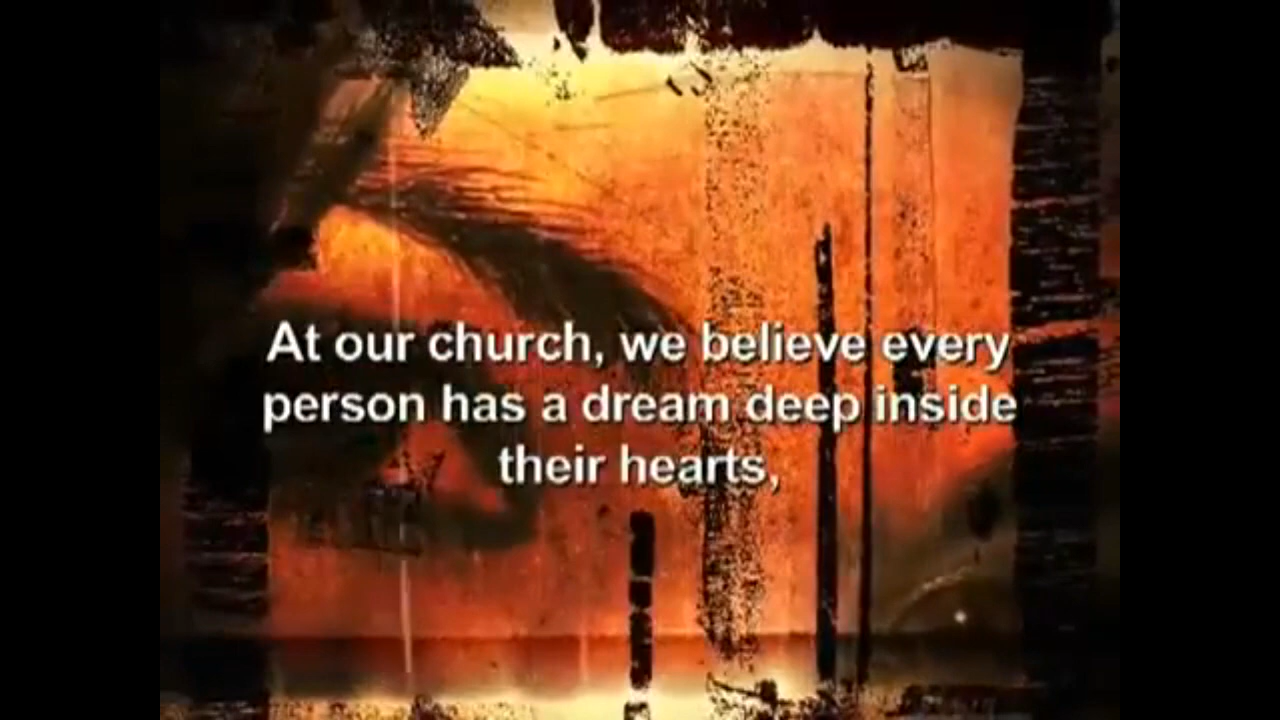 At our church, we believe every
person has a dream deep inside
their hearts,